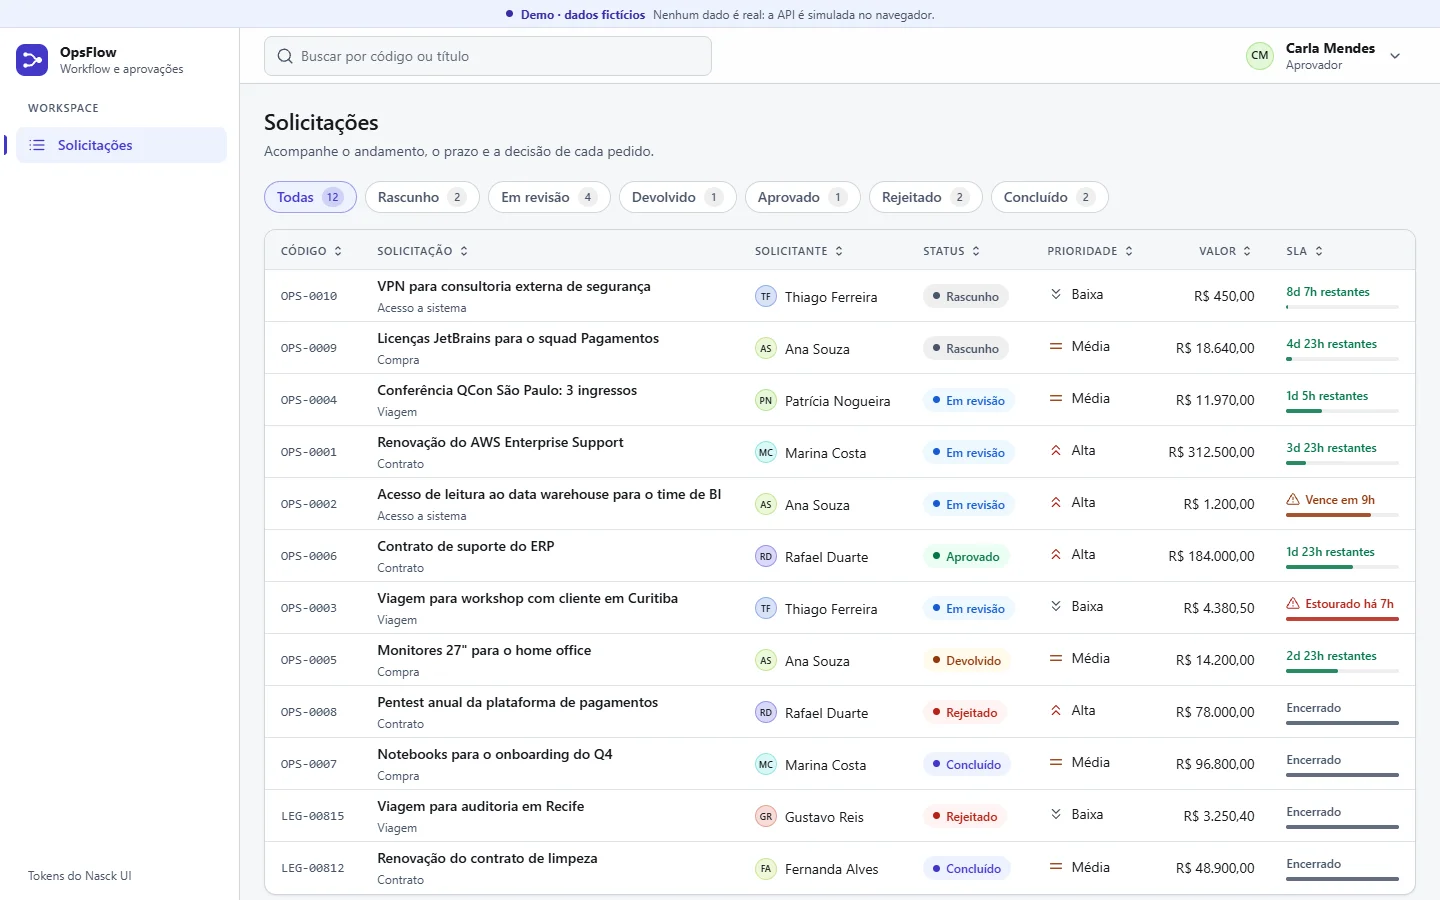 Demo · dados fictícios Nenhum dado é real: a API é simulada no navegador.
OpsFlow
Workflow e aprovações
Buscar por código ou título
CM
Carla Mendes
Aprovador
WORKSPACE
Solicitações
Solicitações
Acompanhe o andamento, o prazo e a decisão de cada pedido.
Todas 12 Rascunho 2 Em revisão 4 Devolvido 1 Aprovado 1 Rejeitado 2 Concluído 2
CÓDIGO SOLICITAÇÃO SOLICITANTE STATUS PRIORIDADE VALOR SLA
OPS-0010 VPN para consultoria externa de segurança TF Thiago Ferreira Rascunho Baixa R$ 450,00 8d 7h restantes
Acesso a sistema
OPS-0009 Licenças JetBrains para o squad Pagamentos AS Ana Souza Rascunho Média R$ 18.640,00 4d 23h restantes
Compra
OPS-0004 Conferência QCon São Paulo: 3 ingressos PN Patrícia Nogueira Em revisão Média R$ 11.970,00 1d 5h restantes
Viagem
OPS-0001 Renovação do AWS Enterprise Support MC Marina Costa Em revisão Alta R$ 312.500,00 3d 23h restantes
Contrato
OPS-0002 Acesso de leitura ao data warehouse para o time de BI AS Ana Souza Em revisão Alta R$ 1.200,00 Vence em 9h
Acesso a sistema
OPS-0006 Contrato de suporte do ERP RD Rafael Duarte Aprovado Alta R$ 184.000,00 1d 23h restantes
Contrato
OPS-0003 Viagem para workshop com cliente em Curitiba TF Thiago Ferreira Em revisão Baixa R$ 4.380,50 Estourado há 7h
Viagem
OPS-0005 Monitores 27" para o home office AS Ana Souza Devolvido Média R$ 14.200,00 2d 23h restantes
Compra
OPS-0008 Pentest anual da plataforma de pagamentos RD Rafael Duarte Rejeitado Alta R$ 78.000,00 Encerrado
Contrato
OPS-0007 Notebooks para o onboarding do Q4 MC Marina Costa Concluído Média R$ 96.800,00 Encerrado
Compra
LEG-00815 Viagem para auditoria em Recife GR Gustavo Reis Rejeitado Baixa R$ 3.250,40 Encerrado
Viagem
LEG-00812 Renovação do contrato de limpeza FA Fernanda Alves Concluído Média R$ 48.900,00 Encerrado
Contrato
Tokens do Nasck UI